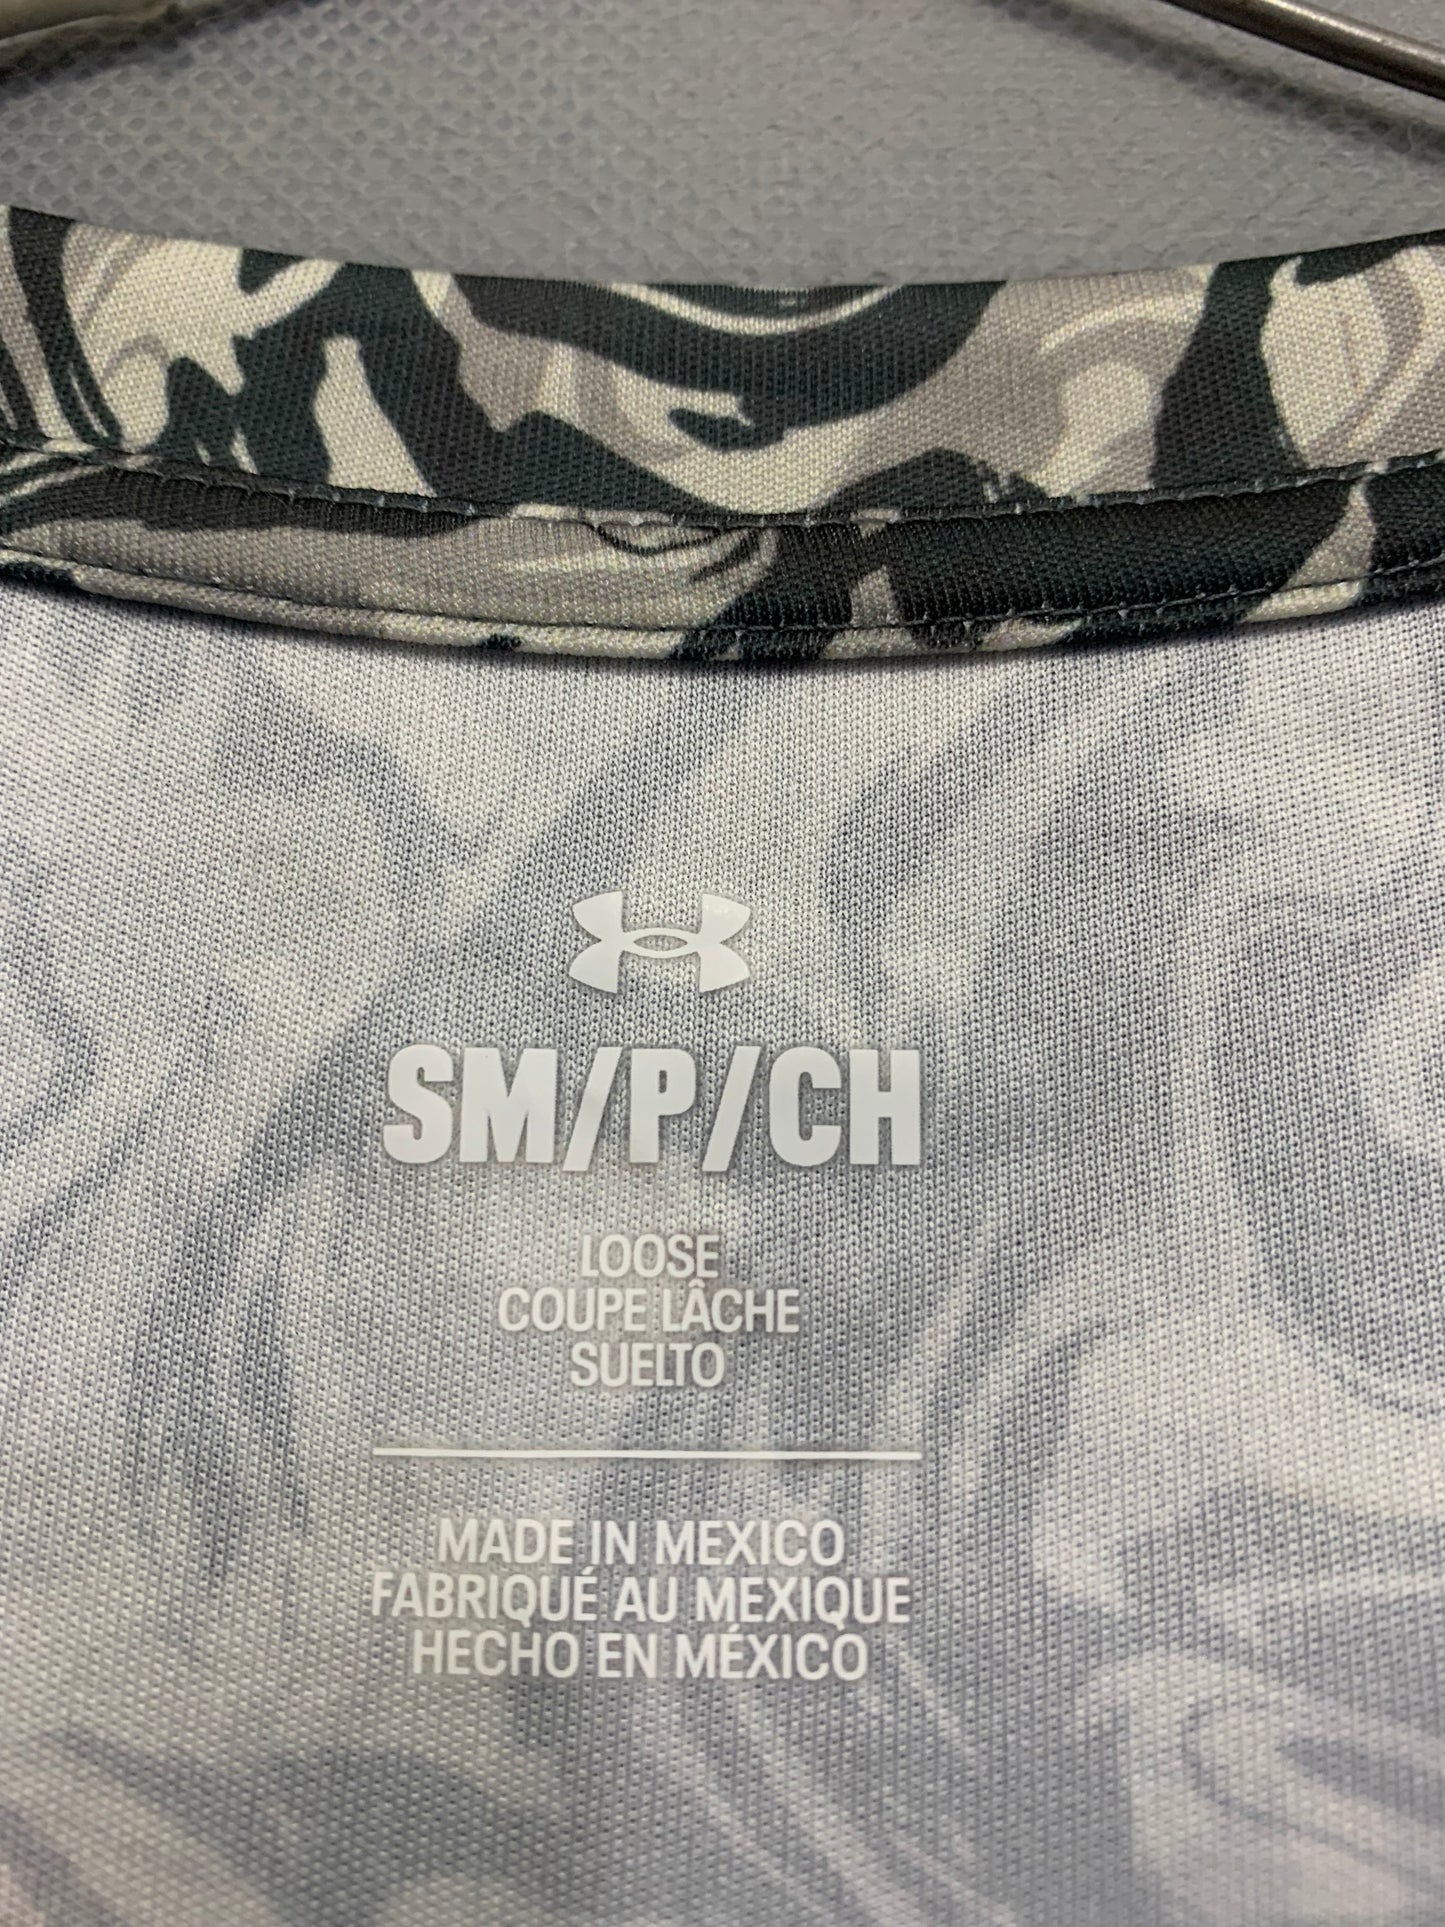 SM/P/CH
LOOSE
COUPE LÂCHE
SUELTO
MADE IN MEXICO
FABRIQUÉ AU MEXIQUE
HECHO EN MÉXICO